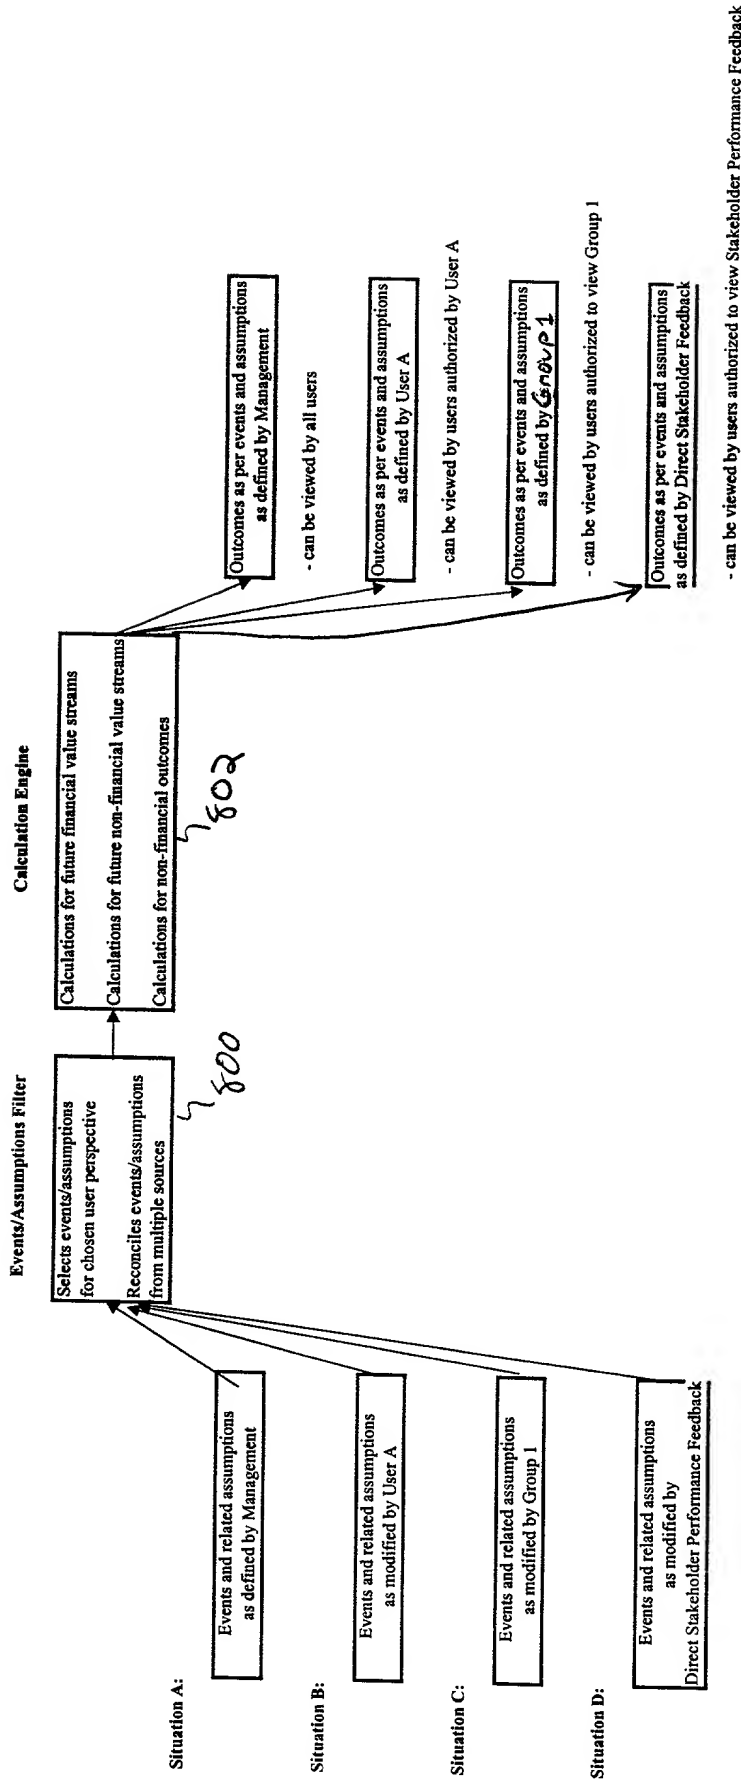 Events/Assumptions Filter
Calculation Engine
Selects events/assumptions
for chosen user perspective
Reconciles events/assumptions
from multiple sources
800
Calculations for future financial value streams
Calculations for future non-financial value streams
Calculations for non-financial outcomes
802
Situation A:
Events and related assumptions
as defined by Management
Situation B:
Events and related assumptions
as modified by User A
Situation C:
Events and related assumptions
as modified by Group 1
Situation D:
Events and related assumptions
as modified by
Direct Stakeholder Performance Feedback
Outcomes as per events and assumptions
as defined by Management
- can be viewed by all users
Outcomes as per events and assumptions
as defined by User A
- can be viewed by users authorized by User A
Outcomes as per events and assumptions
as defined by Group 1
- can be viewed by users authorized to view Group 1
Outcomes as per events and assumptions
as defined by Direct Stakeholder Feedback
- can be viewed by users authorized to view Stakeholder Performance Feedback